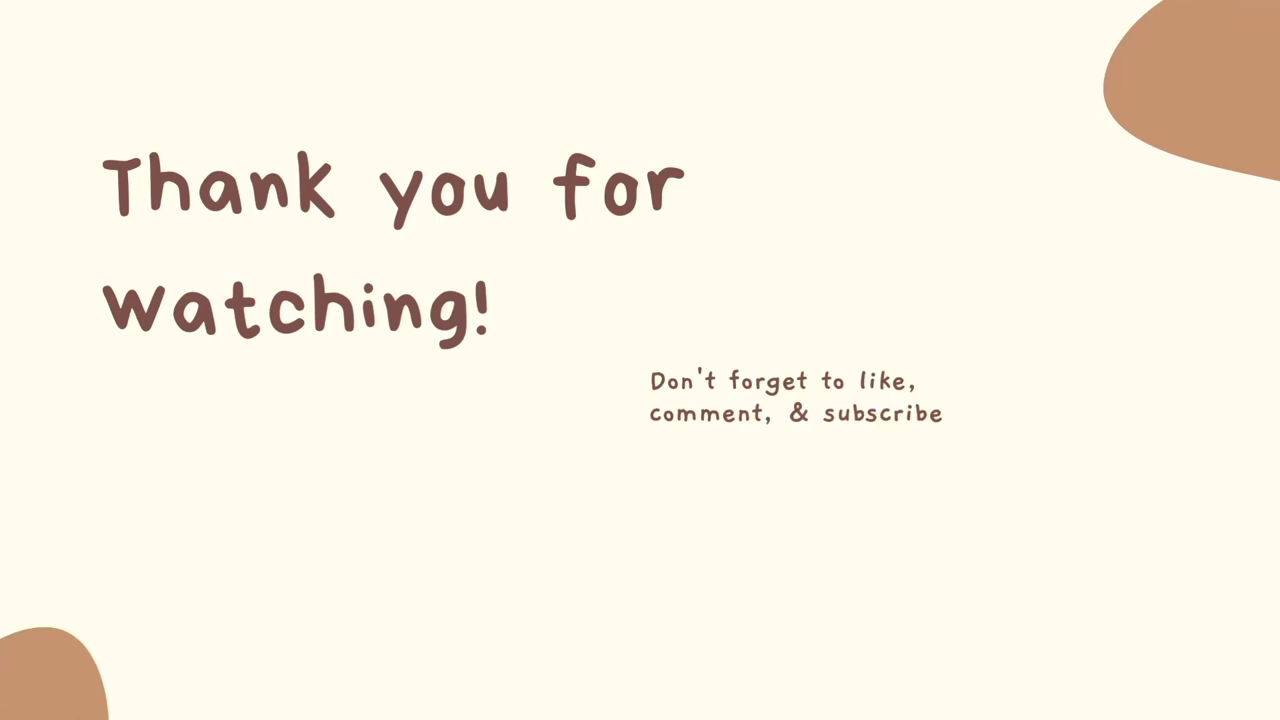 Thank you for
watching!
Don't forget to like,
comment, & subscribe